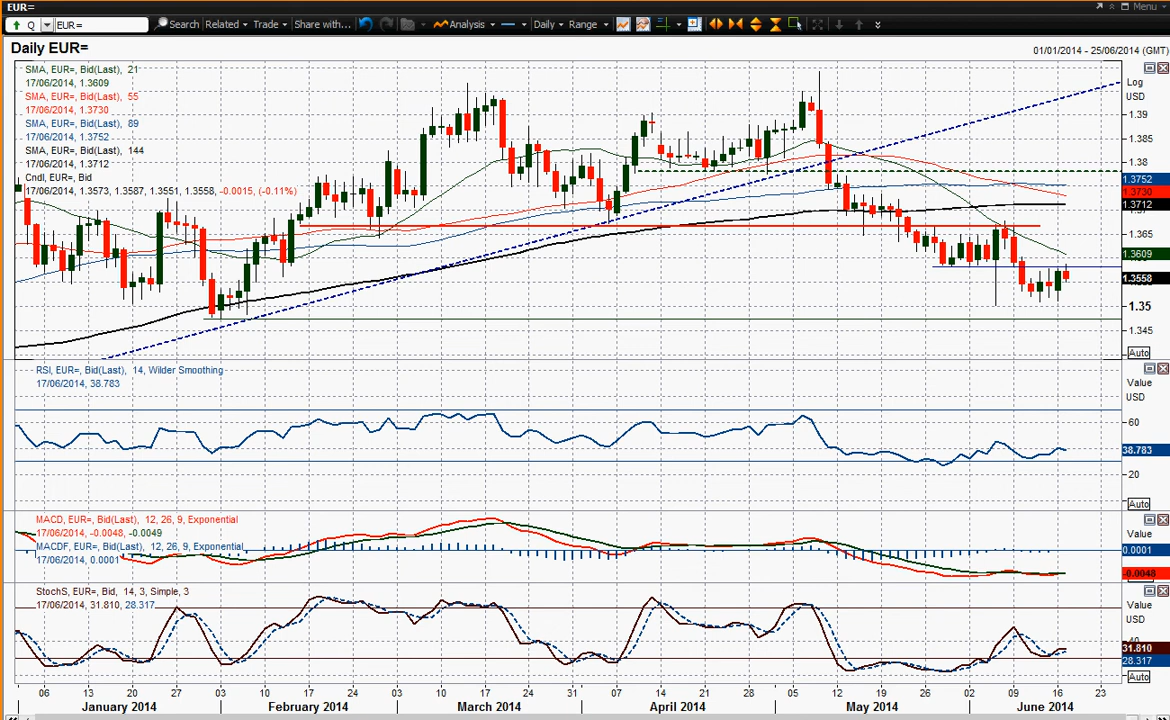 EUR=
Menu
Q EUR= Search Related Trade Share with... Analysis Daily Range
Daily EUR=
01/01/2014 - 25/06/2014 (GMT)
SMA, EUR=, Bid(Last), 21
17/06/2014, 1.3609
SMA, EUR=, Bid(Last), 55
17/06/2014, 1.3730
SMA, EUR=, Bid(Last), 89
17/06/2014, 1.3752
SMA, EUR=, Bid(Last), 144
17/06/2014, 1.3712
Cndl, EUR=, Bid
17/06/2014, 1.3573, 1.3587, 1.3551, 1.3558, -0.0015, (-0.11%)
Log
USD
1.39
1.385
1.38
1.3752
1.3730
1.3712
1.365
1.3609
1.3558
1.35
1.345
Auto
RSI, EUR=, Bid(Last), 14, Wilder Smoothing
17/06/2014, 38.783
Value
USD
60
38.783
20
Auto
MACD, EUR=, Bid(Last), 12, 26, 9, Exponential
17/06/2014, -0.0048, -0.0049
MACDF, EUR=, Bid(Last), 12, 26, 9, Exponential
17/06/2014, 0.0001
Value
USD
0.0001
-0.0048
StochS, EUR=, Bid, 14, 3, Simple, 3
17/06/2014, 31.810, 28.317
Value
USD
40
31.810
28.317
Auto
06 13 20 27 03 10 17 24 03 10 17 24 31 07 14 21 28 05 12 19 26 02 09 16 23
January 2014 February 2014 March 2014 April 2014 May 2014 June 2014